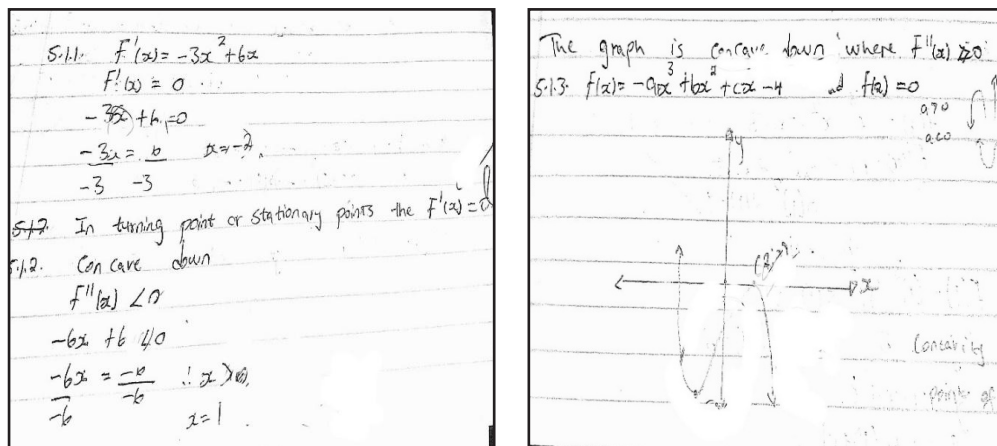 5.1.1. F'(x) = -3x² + 6x
F'(x) = 0
+ 6 = 0
-3x = 6 x = -2
-3 -3
5.1.2 In turning point or stationary points the F'(x) = 0
5.1.2. Concave down
F"(x) < 0
-6x + 6 < 0
-6x = -6 ∴ x >
-6 -6
x = 1
The graph is concave down where F"(x) 0
5.1.3. f(x) = -ax³ + bx² + cx - 4 and f(2) = 0
a>0
a<0
y
x
Concavity
point of